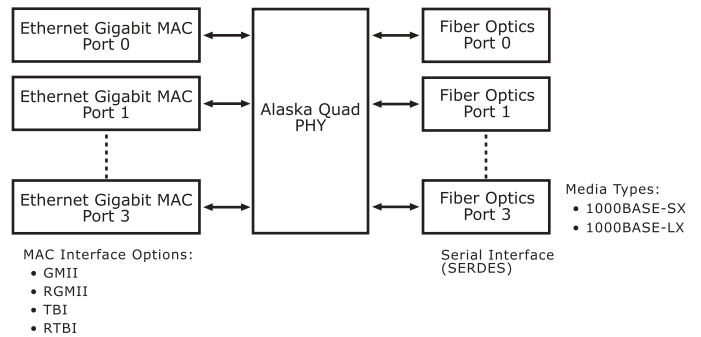 Ethernet Gigabit MAC
Port 0
Fiber Optics
Port 0
Ethernet Gigabit MAC
Port 1
Alaska Quad
PHY
Fiber Optics
Port 1
Ethernet Gigabit MAC
Port 3
Fiber Optics
Port 3
Media Types:
• 1000BASE-SX
• 1000BASE-LX
MAC Interface Options:
• GMII
• RGMII
• TBI
• RTBI
Serial Interface
(SERDES)